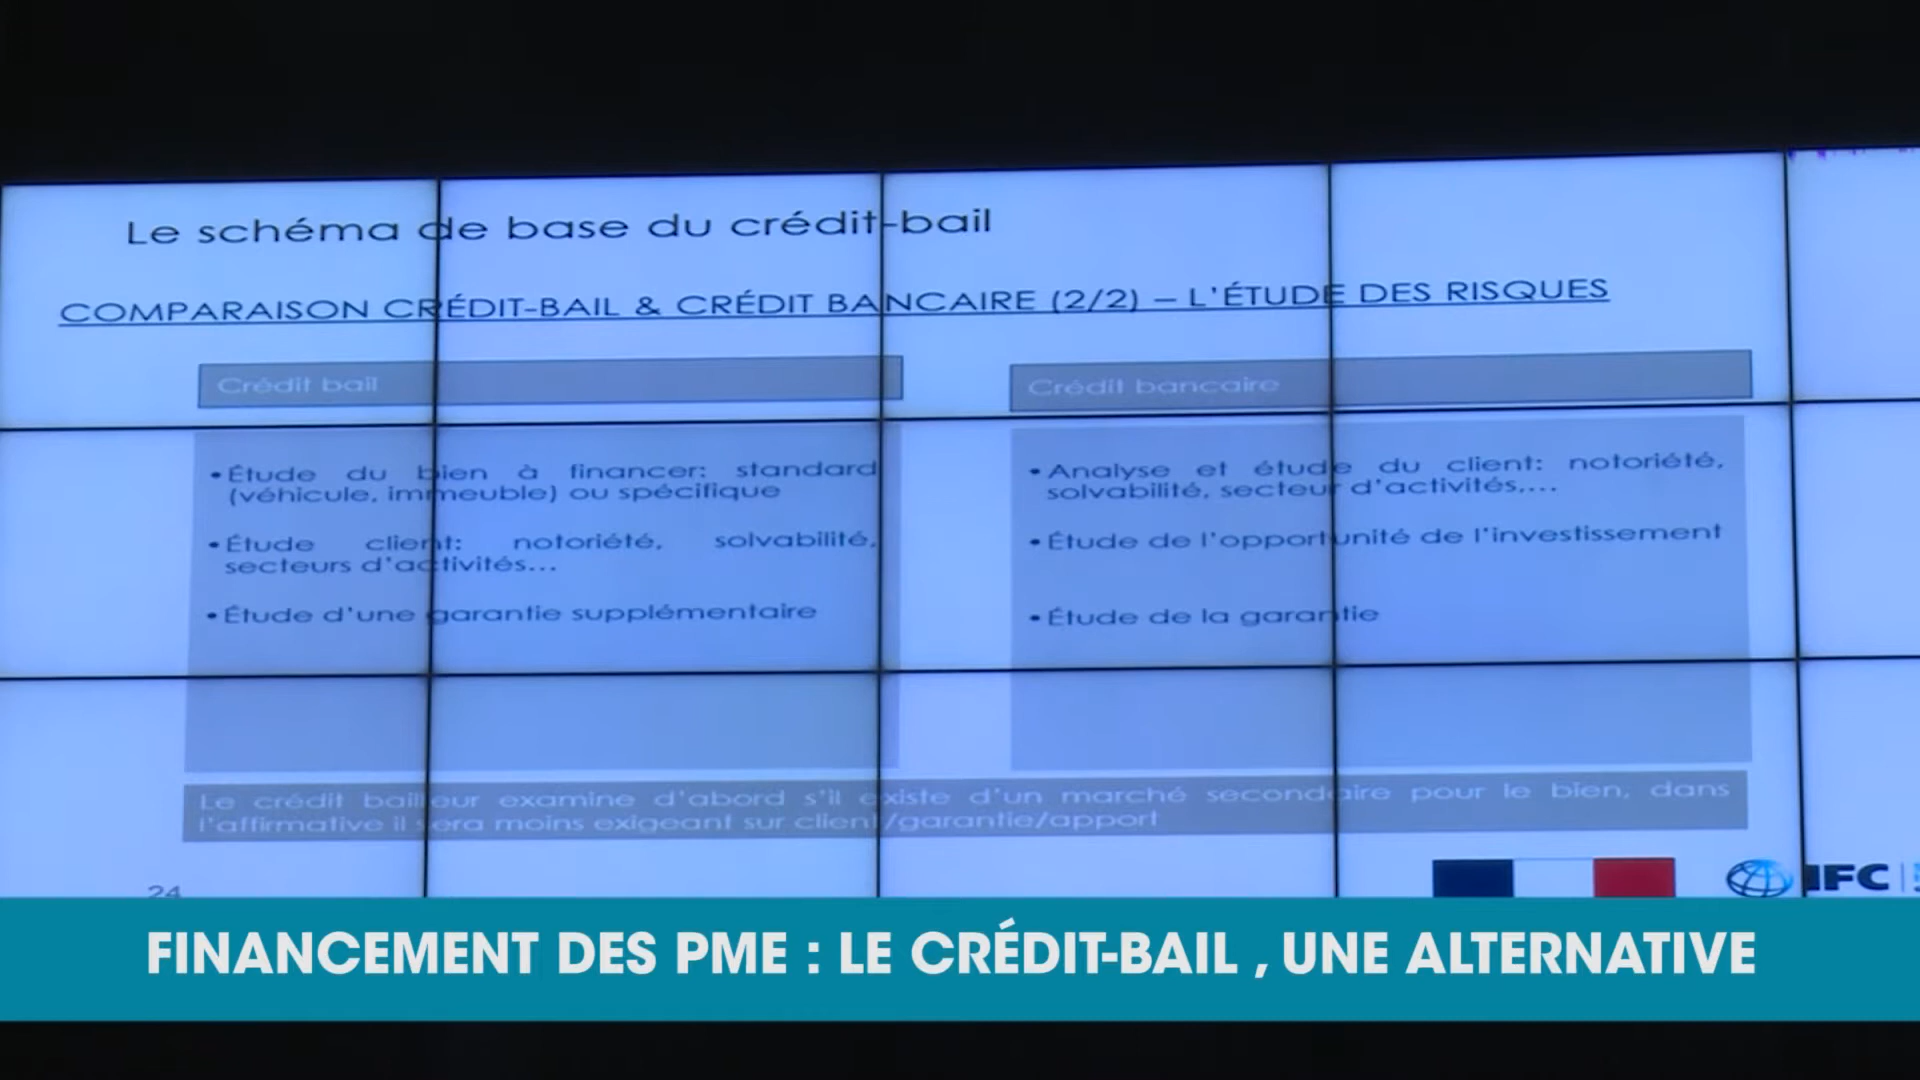 Le schéma de base du crédit-bail
COMPARAISON CRÉDIT-BAIL & CRÉDIT BANCAIRE (2/2) – L'ÉTUDE DES RISQUES
Crédit bail
•Étude du bien à financer: standard
(véhicule, immeuble) ou spécifique
•Étude client: notoriété, solvabilité,
secteurs d'activités...
•Étude d'une garantie supplémentaire
Crédit bancaire
•Analyse et étude du client: notoriété,
solvabilité, secteur d'activités,...
•Étude de l'opportunité de l'investissement
•Étude de la garantie
Le crédit bailleur examine d'abord s'il existe d'un marché secondaire pour le bien, dans
l'affirmative il sera moins exigeant sur client/garantie/apport
24
IFC
FINANCEMENT DES PME : LE CRÉDIT-BAIL , UNE ALTERNATIVE